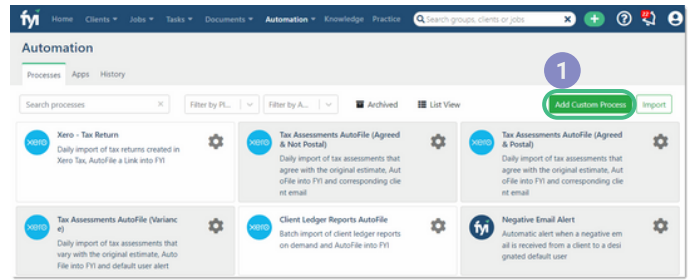 fyi Home Clients Jobs Tasks Documents Automation Knowledge Practice Search groups, clients or jobs
Automation
1
Processes Apps History
Search processes Filter by Pl... Filter by A... Archived List View Add Custom Process Import
xero
Xero - Tax Return
Daily import of tax returns created in
Xero Tax, AutoFile a Link into FYI
xero
Tax Assessments AutoFile (Agreed
& Not Postal)
Daily import of tax assessments that
agree with the original estimate, Aut
oFile into FYI and corresponding clie
nt email
xero
Tax Assessments AutoFile (Agreed
& Postal)
Daily import of tax assessments that
agree with the original estimate, Aut
oFile into FYI and corresponding clie
nt email
xero
Tax Assessments AutoFile (Varianc
e)
Daily import of tax assessments that
vary with the original estimate, Auto
File into FYI and default user alert
xero
Client Ledger Reports AutoFile
Batch import of client ledger reports
on demand and AutoFile into FYI
fyi
Negative Email Alert
Automatic alert when a negative em
ail is received from a client to a desi
gnated default user